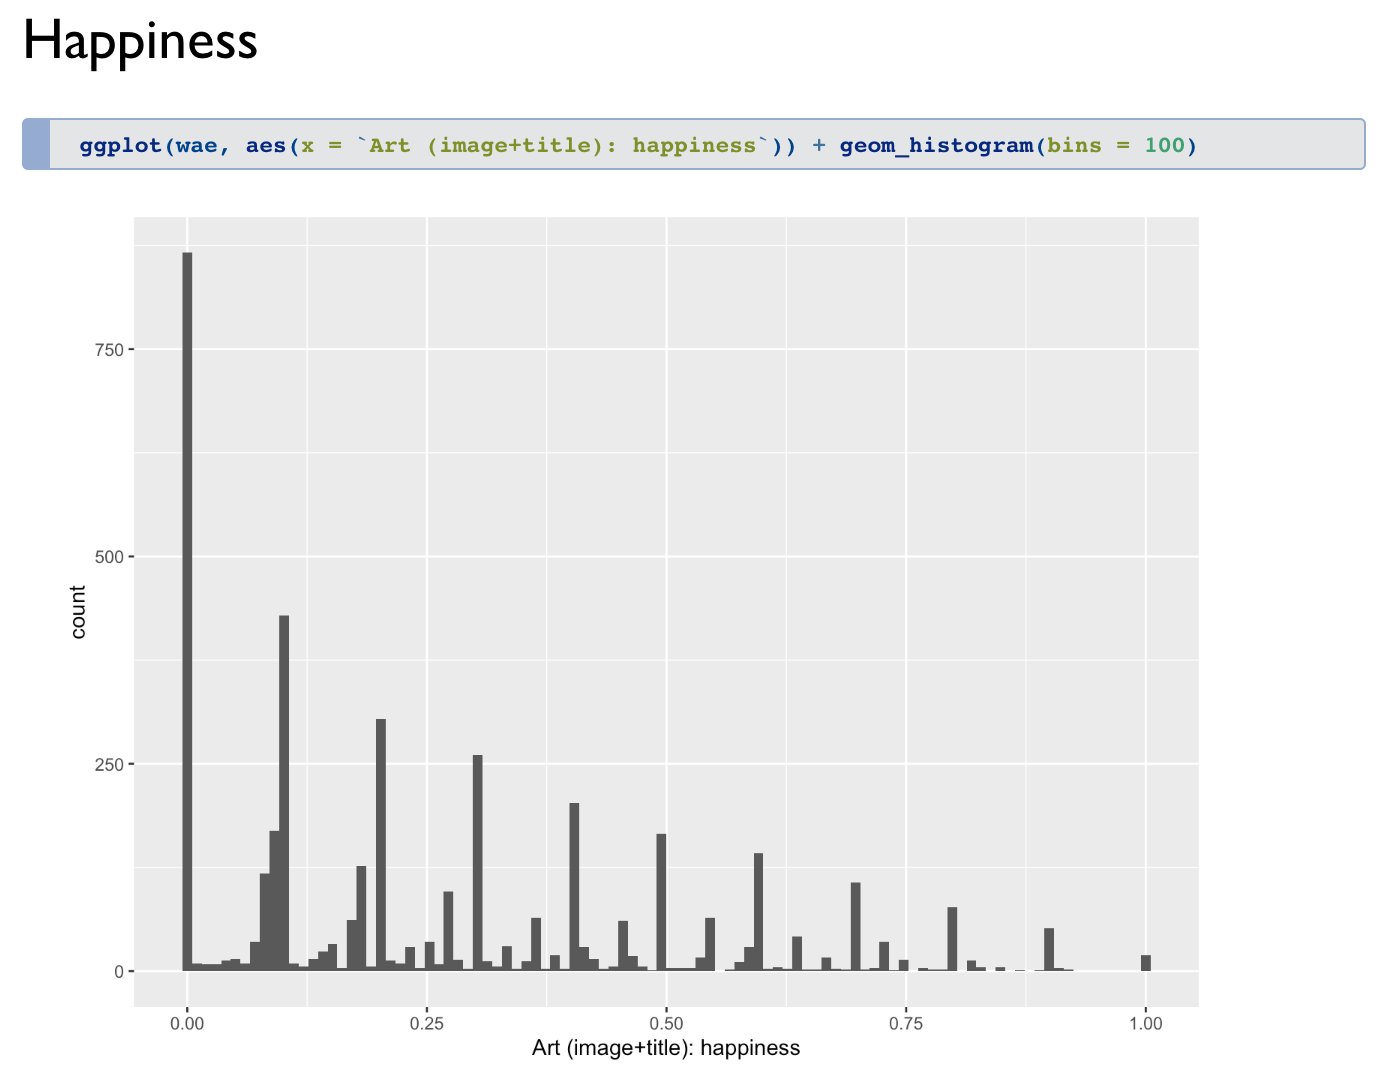 Happiness
ggplot(wae, aes(x = `Art (image+title): happiness`)) + geom_histogram(bins = 100)
750
500
250
0
count
0.00 0.25 0.50 0.75 1.00
Art (image+title): happiness